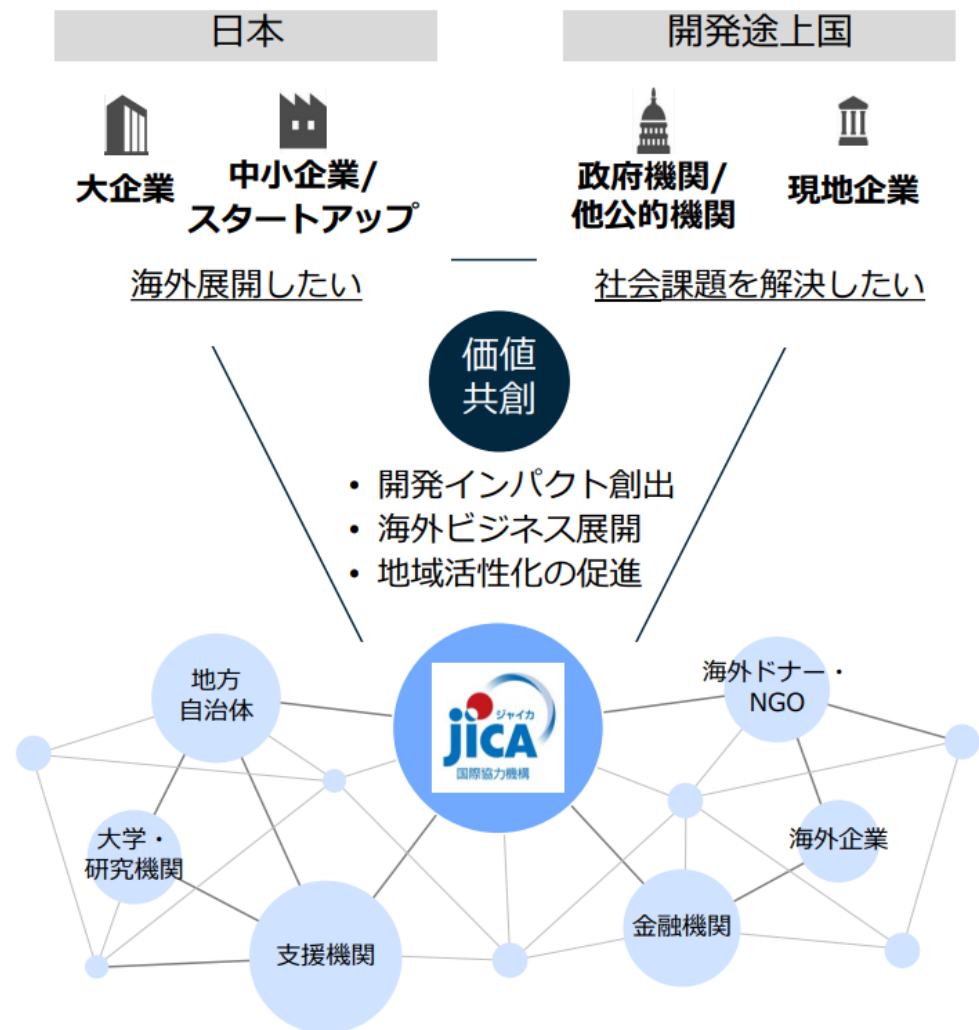 日本
開発途上国
大企業
中小企業/
スタートアップ
政府機関/
他公的機関
現地企業
海外展開したい
社会課題を解決したい
価値
共創
• 開発インパクト創出
• 海外ビジネス展開
• 地域活性化の促進
地方
自治体
ジャイカ
jICA
国際協力機構
海外ドナー・
NGO
大学・
研究機関
海外企業
支援機関
金融機関